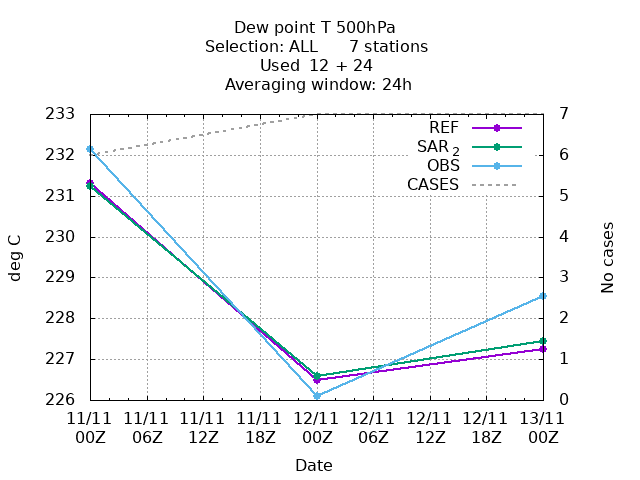 Dew point T 500hPa
Selection: ALL 7 stations
Used 12 + 24
Averaging window: 24h
233
232
231
230
229
228
227
226
deg C
7
6
5
4
3
2
1
0
No cases
REF
SAR 2
OBS
CASES
11/11 11/11 11/11 11/11 12/11 12/11 12/11 12/11 13/11
00Z 06Z 12Z 18Z 00Z 06Z 12Z 18Z 00Z
Date